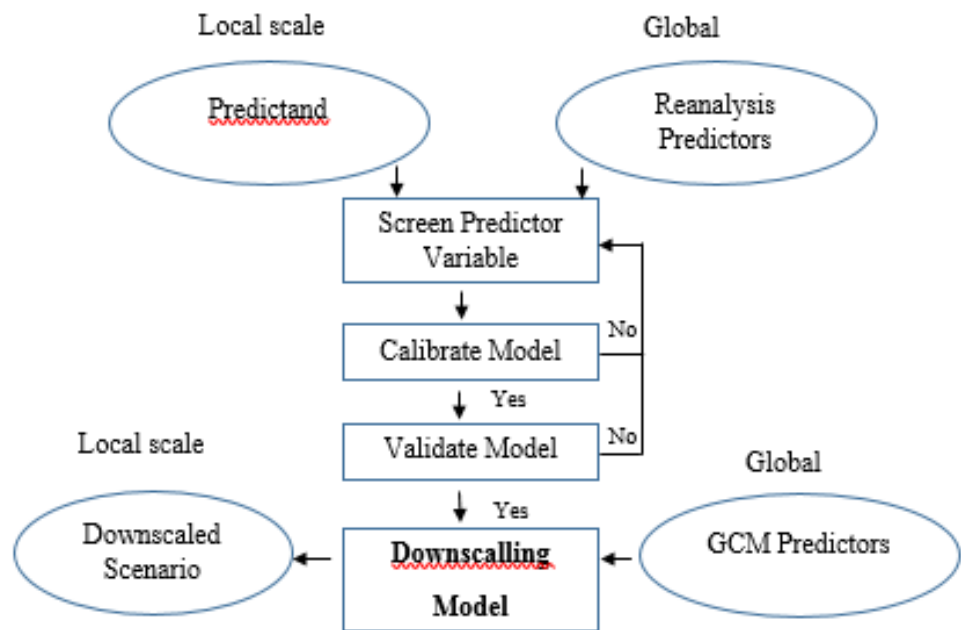 Local scale
Global
Predictand
Reanalysis
Predictors
Screen Predictor
Variable
No
Calibrate Model
Yes
No
Validate Model
Local scale
Global
Yes
Downscaled
Scenario
Downscalling
Model
GCM Predictors